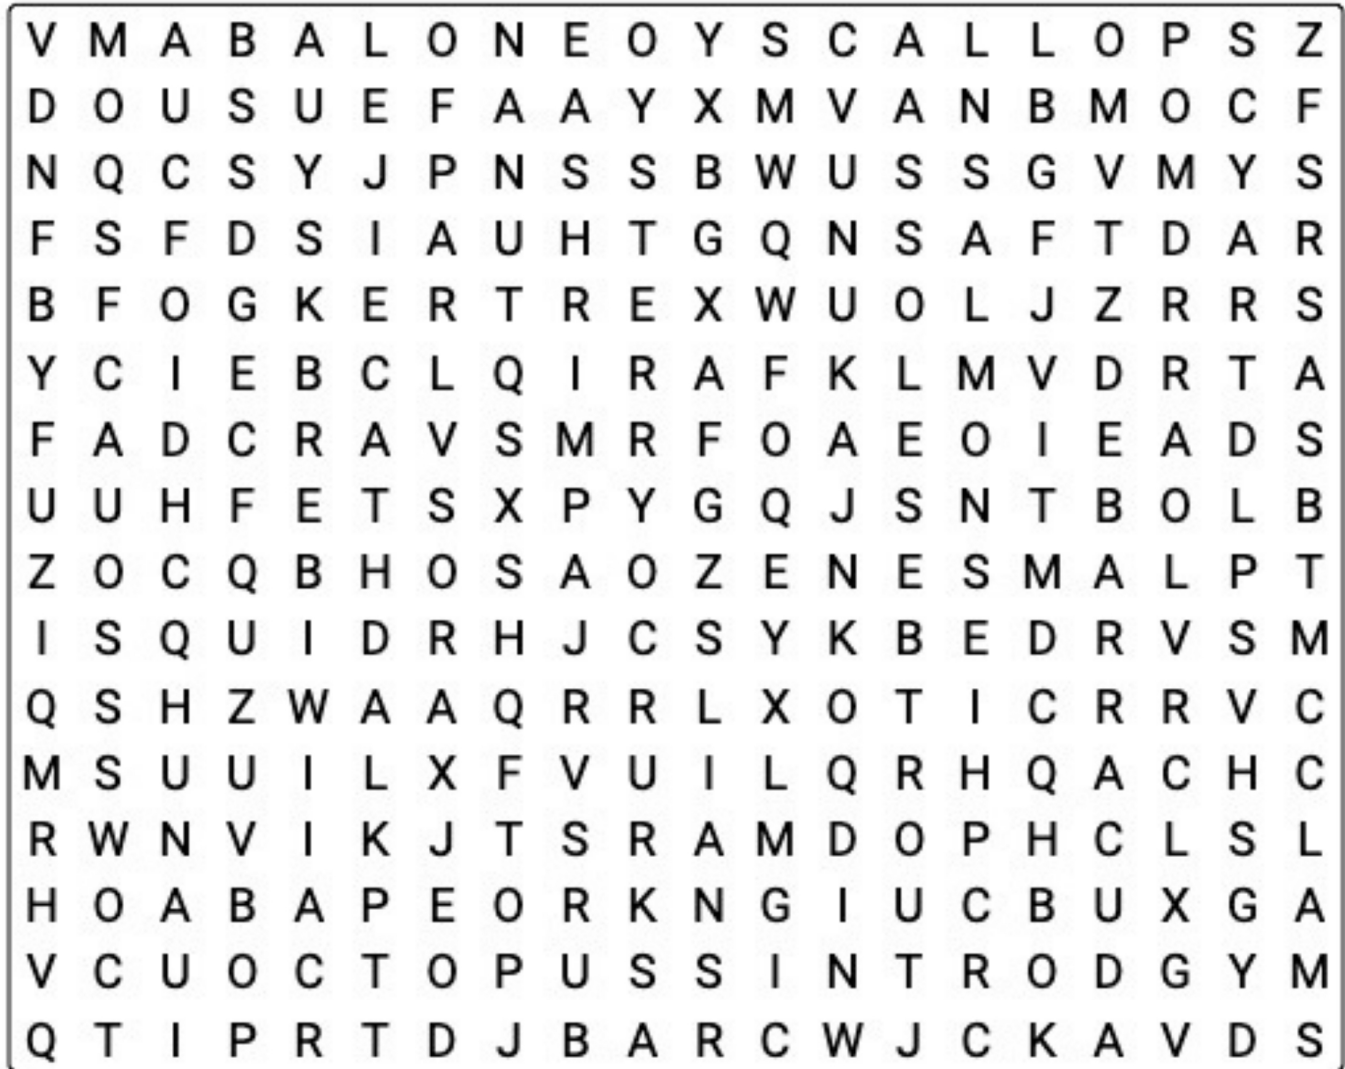 V M A B A L O N E O Y S C A L L O P S Z
D O U S U E F A A Y X M V A N B M O C F
N Q C S Y J P N S S B W U S S G V M Y S
F S F D S I A U H T G Q N S A F T D A R
B F O G K E R T R E X W U O L J Z R R S
Y C I E B C L Q I R A F K L M V D R T A
F A D C R A V S M R F O A E O I E A D S
U U H F E T S X P Y G Q J S N T B O L B
Z O C Q B H O S A O Z E N E S M A L P T
I S Q U I D R H J C S Y K B E D R V S M
Q S H Z W A A Q R R L X O T I C R R V C
M S U U I L X F V U I L Q R H Q A C H C
R W N V I K J T S R A M D O P H C L S L
H O A B A P E O R K N G I U C B U X G A
V C U O C T O P U S S I N T R O D G Y M
Q T I P R T D J B A R C W J C K A V D S